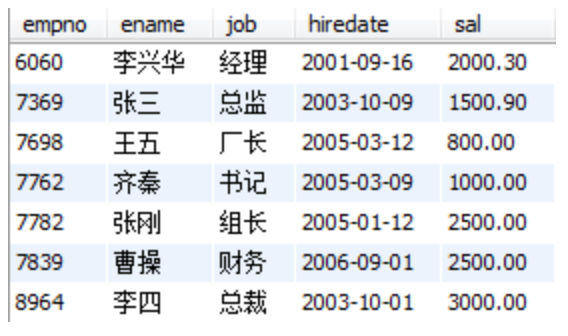 empno ename job hiredate sal
6060 李兴华 经理 2001-09-16 2000.30
7369 张三 总监 2003-10-09 1500.90
7698 王五 厂长 2005-03-12 800.00
7762 齐秦 书记 2005-03-09 1000.00
7782 张刚 组长 2005-01-12 2500.00
7839 曹操 财务 2006-09-01 2500.00
8964 李四 总裁 2003-10-01 3000.00